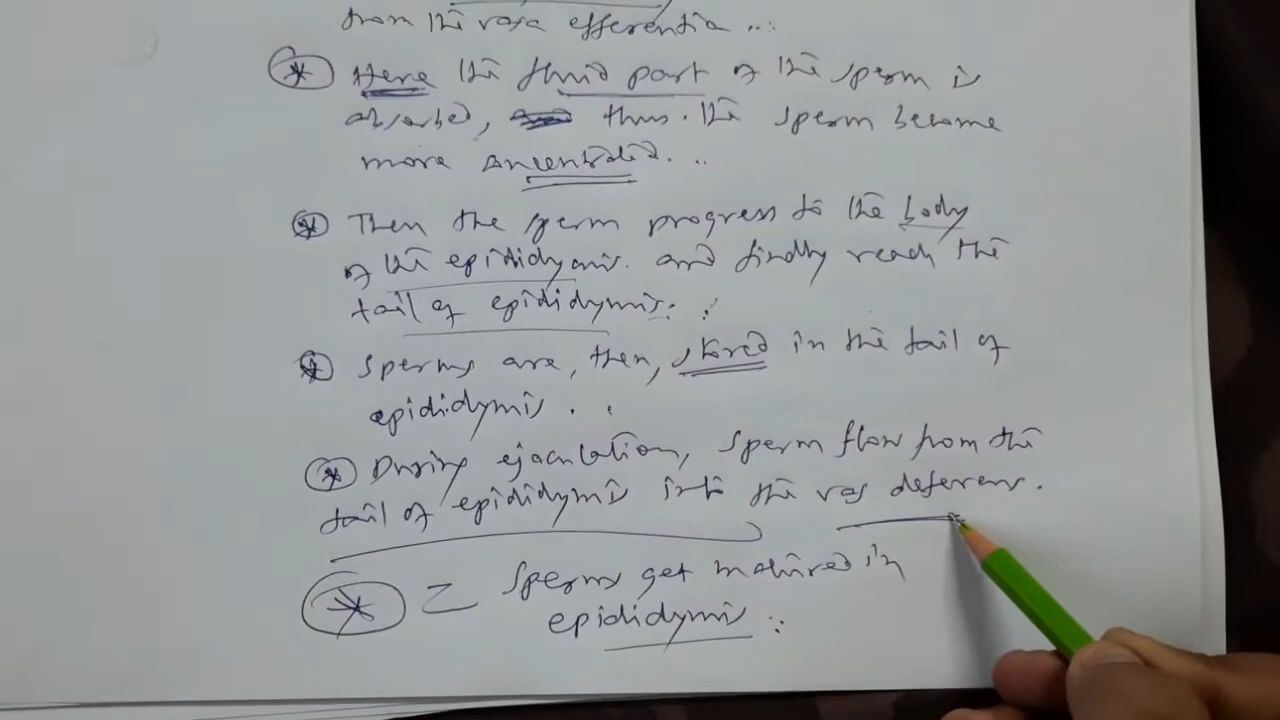 from the vasa efferentia...
Here the fluid part of the sperm is
absorbed, thus. the sperm become
more concentrated...
Then the sperm progress to the body
of the epididymis. and finally reach the
tail of epididymis.
Sperms are, then, stored in the tail of
epididymis..
During ejaculation, sperm flow from the
tail of epididymis into the vas deferens.
Sperms get matured in
epididymis